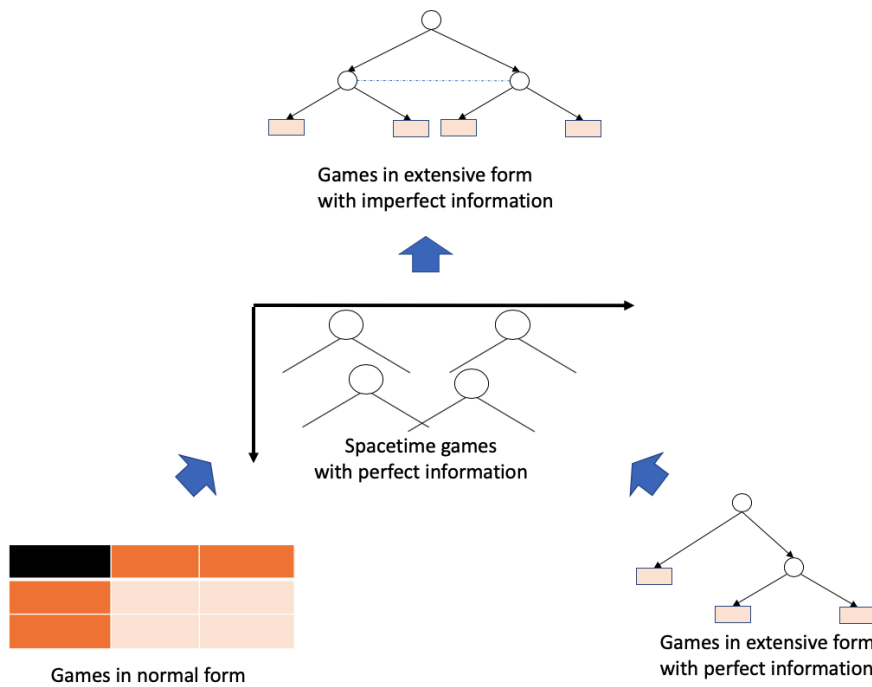 Games in extensive form
with imperfect information
Spacetime games
with perfect information
Games in normal form
Games in extensive form
with perfect information